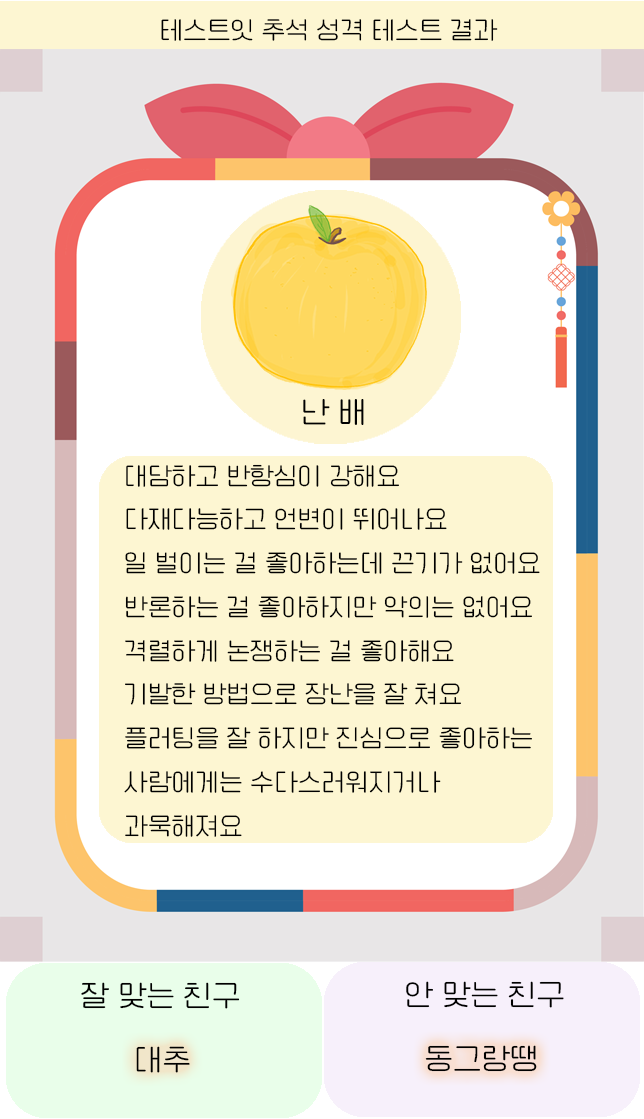 테스트잇 추석 성격 테스트 결과
난 배
대담하고 반항심이 강해요
다재다능하고 언변이 뛰어나요
일 벌이는 걸 좋아하는데 끈기가 없어요
반론하는 걸 좋아하지만 악의는 없어요
격렬하게 논쟁하는 걸 좋아해요
기발한 방법으로 장난을 잘 쳐요
플러팅을 잘 하지만 진심으로 좋아하는
사람에게는 수다스러워지거나
과묵해져요
잘 맞는 친구
대추
안 맞는 친구
동그랑땡